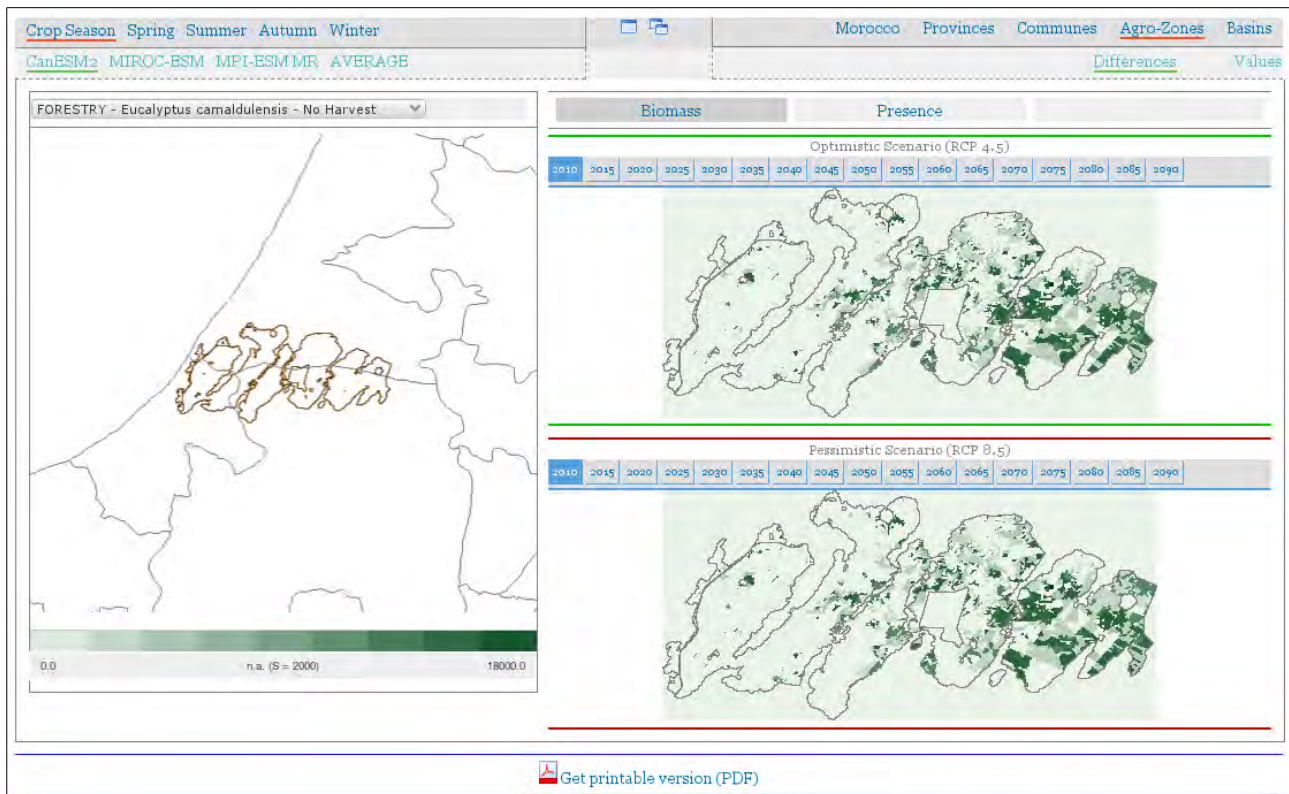 Crop Season Spring Summer Autumn Winter
Morocco Provinces Communes Agro-Zones Basins
CanESM2 MIROC-ESM MPI-ESM MR AVERAGE
Differences Values
FORESTRY - Eucalyptus camaldulensis - No Harvest
Biomass Presence
Optimistic Scenario (RCP 4.5)
2010 2015 2020 2025 2030 2035 2040 2045 2050 2055 2060 2065 2070 2075 2080 2085 2090
Pessimistic Scenario (RCP 8.5)
2010 2015 2020 2025 2030 2035 2040 2045 2050 2055 2060 2065 2070 2075 2080 2085 2090
0.0 n.a. (S = 2000) 18000.0
Get printable version (PDF)